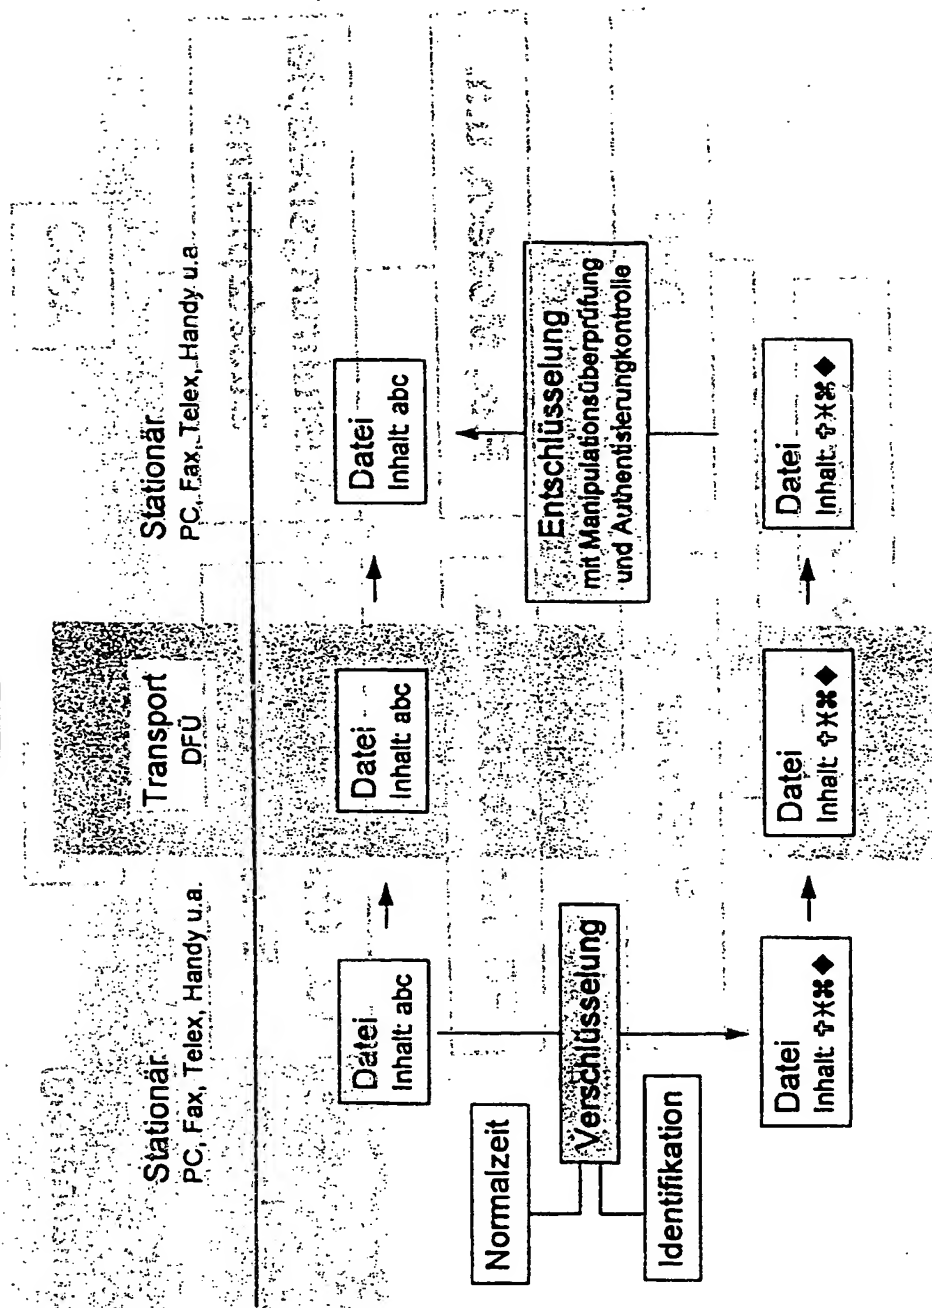 Stationär
PC, Fax, Telex, Handy u.a.
Transport
DFÜ
Stationär
PC, Fax, Telex, Handy u.a
Datei
Inhalt abc
Datei
Inhalt abc
Datei
Inhalt abc
Normalzeit
Identifikation
Verschlüsselung
Entschlüsselung
mit Manipulationsüberprüfung
und Authentisierungkontrolle
Datei
Inhalt:
Datei
Inhalt:
Datei
Inhalt: